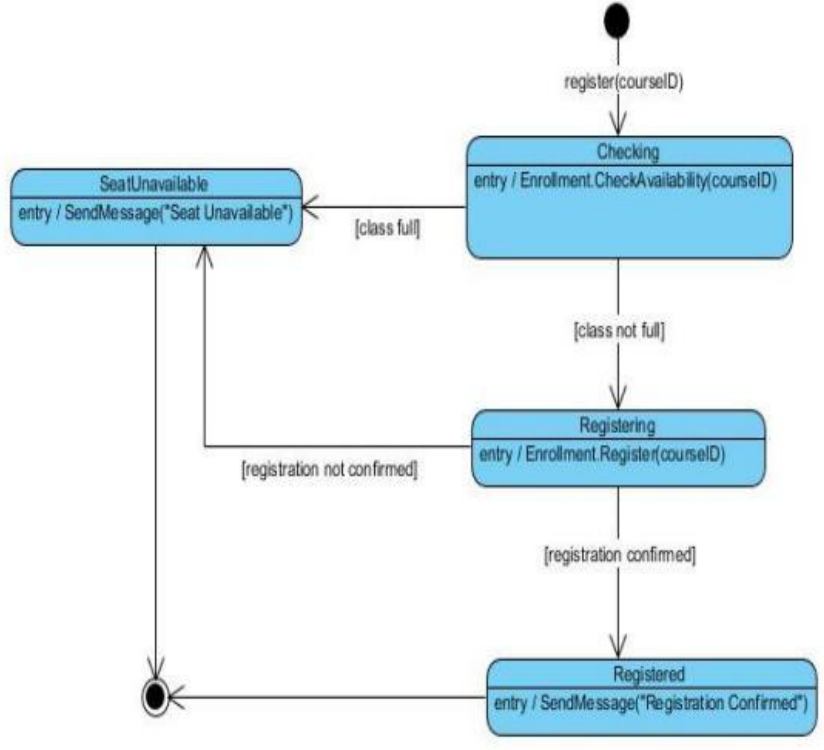 register(courseID)
Checking
entry / Enrollment.CheckAvailability(courseID)
SeatUnavailable
entry / SendMessage("Seat Unavailable")
[class full]
[class not full]
Registering
entry / Enrollment.Register(courseID)
[registration not confirmed]
[registration confirmed]
Registered
entry / SendMessage("Registration Confirmed")